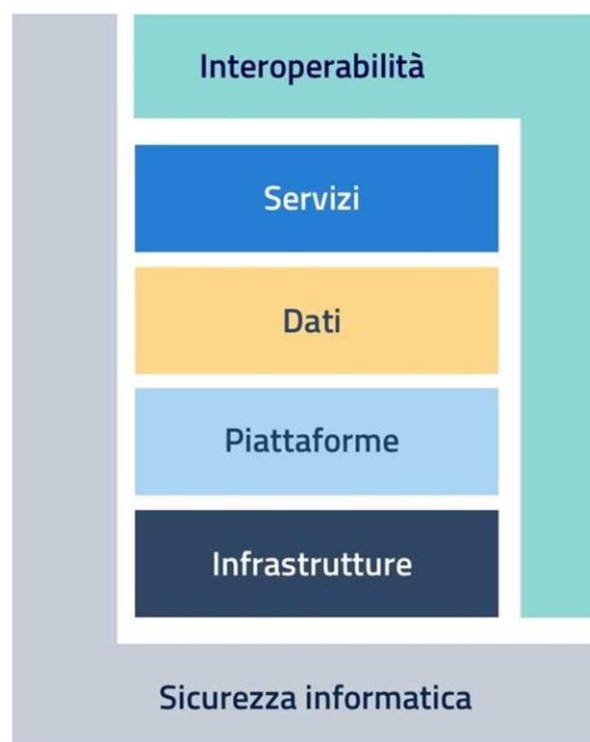 Interoperabilità
Servizi
Dati
Piattaforme
Infrastrutture
Sicurezza informatica